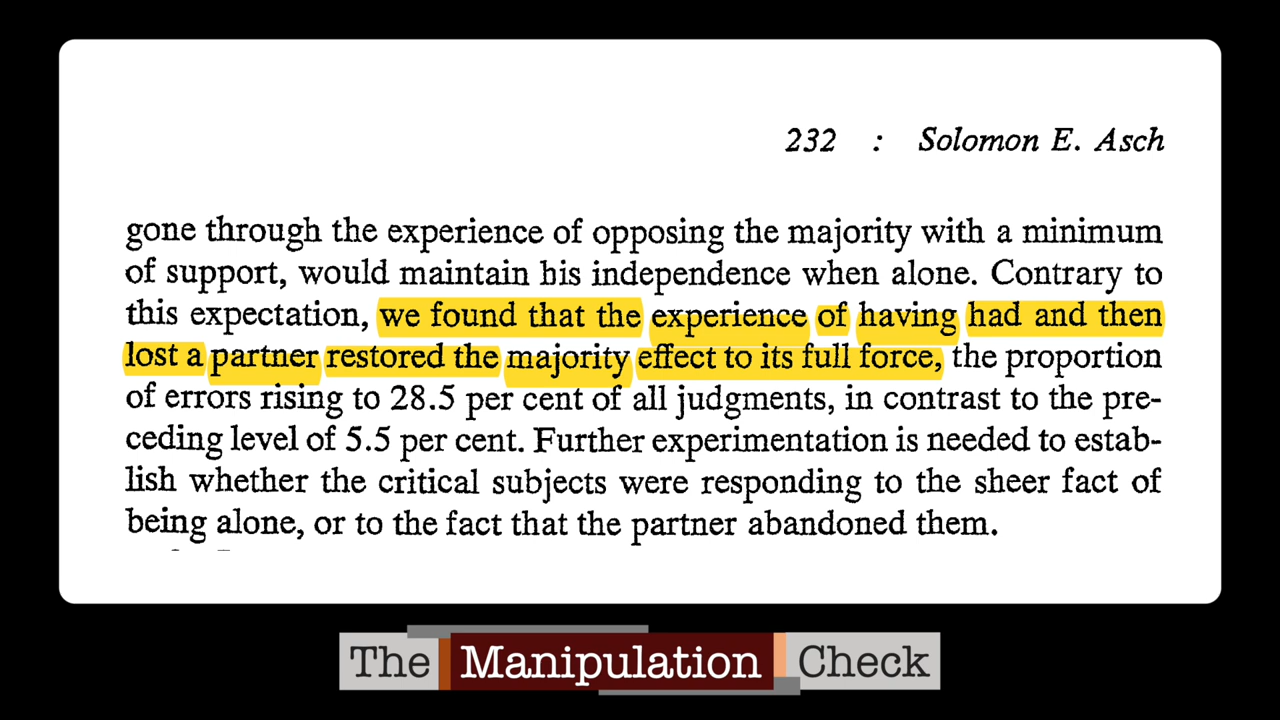 232 : Solomon E. Asch
gone through the experience of opposing the majority with a minimum
of support, would maintain his independence when alone. Contrary to
this expectation, we found that the experience of having had and then
lost a partner restored the majority effect to its full force, the proportion
of errors rising to 28.5 per cent of all judgments, in contrast to the pre-
ceding level of 5.5 per cent. Further experimentation is needed to estab-
lish whether the critical subjects were responding to the sheer fact of
being alone, or to the fact that the partner abandoned them.
The Manipulation Check